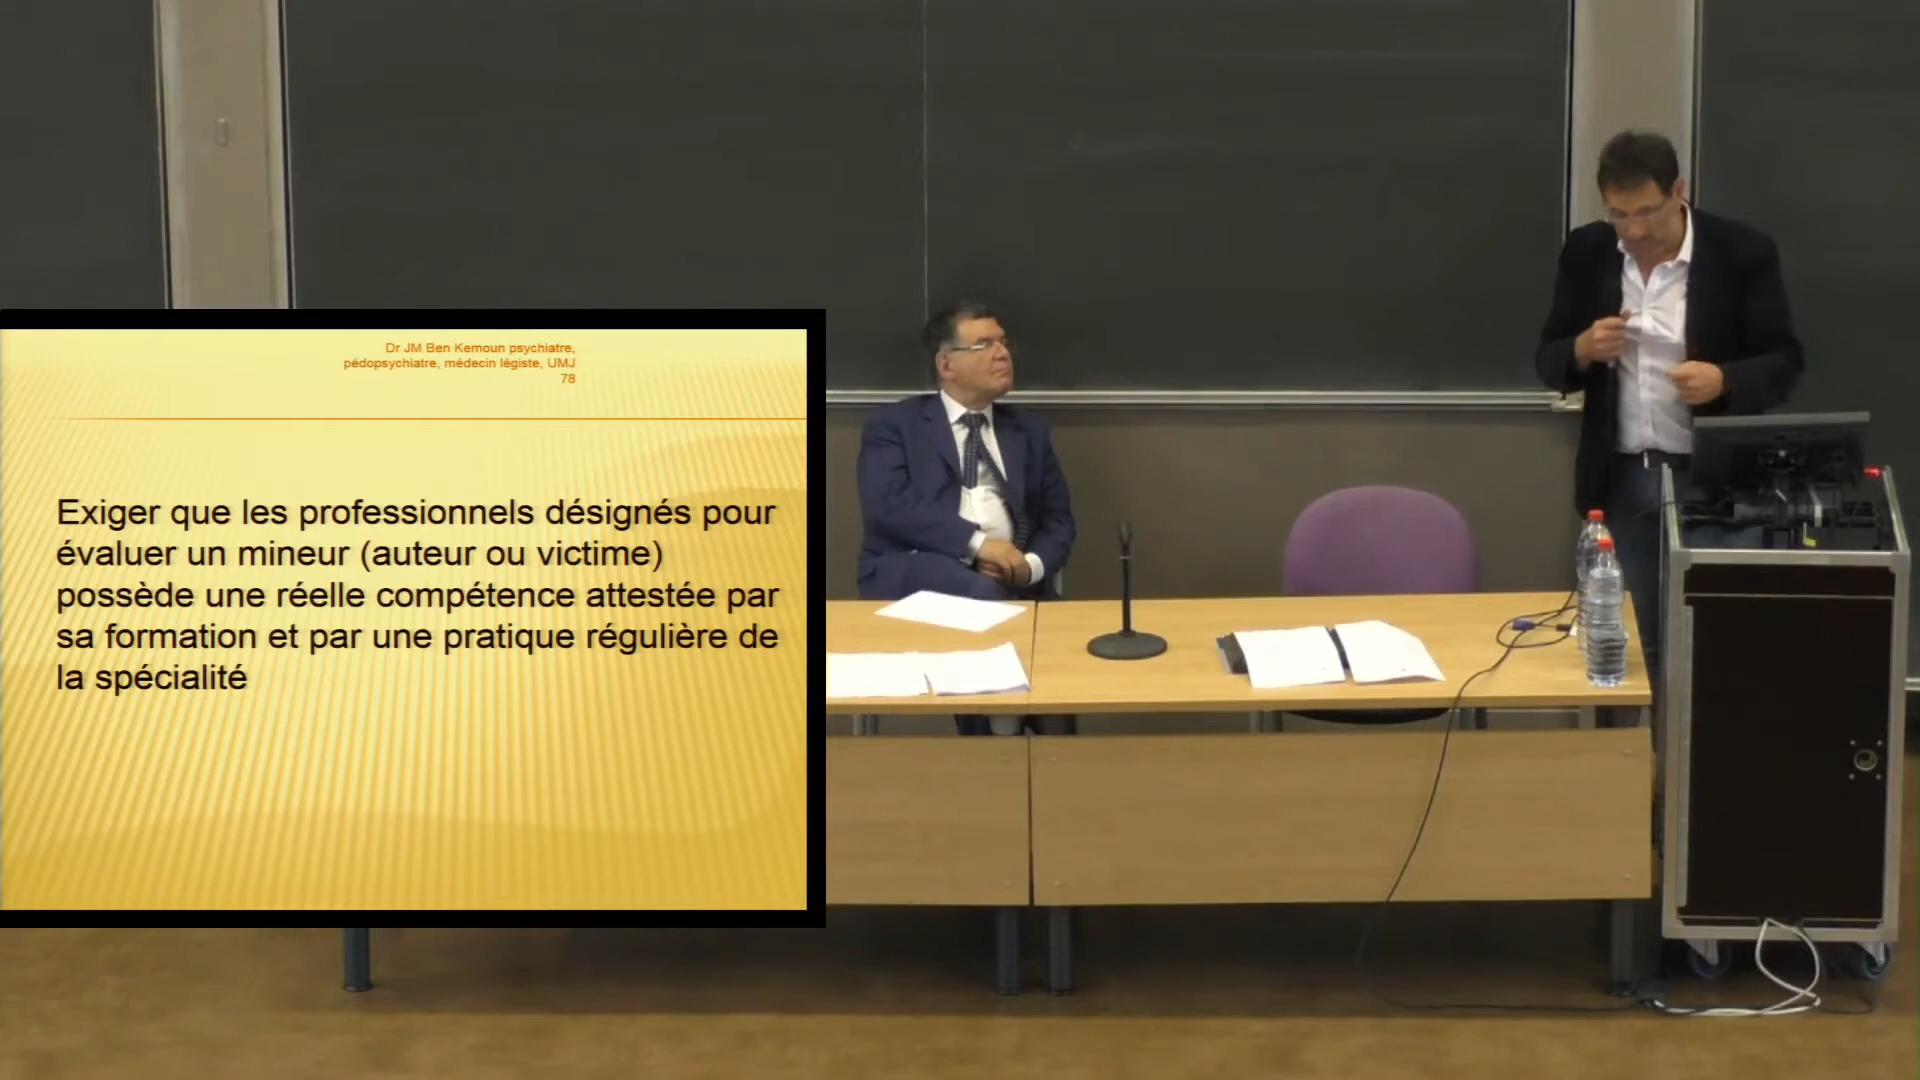 Dr JM Ben Kemoun psychiatre,
pédopsychiatre, médecin légiste, UMJ
78
Exiger que les professionnels désignés pour
évaluer un mineur (auteur ou victime)
possède une réelle compétence attestée par
sa formation et par une pratique régulière de
la spécialité